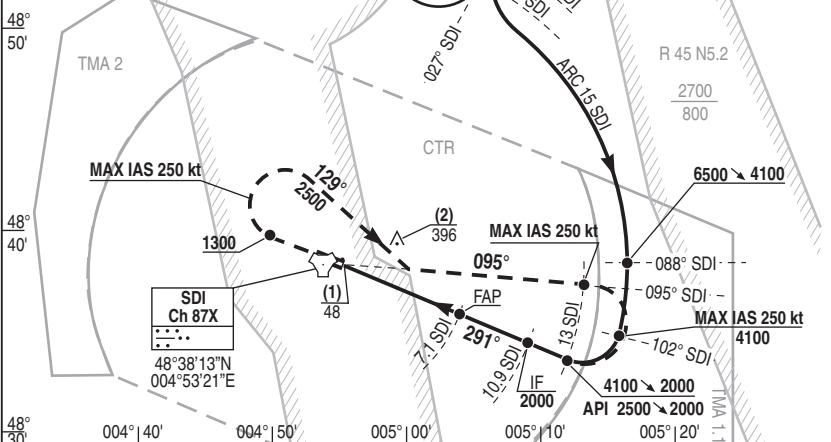 48°
50'
TMA 2
027° SDI
SDI
SDI
ARC 15 SDI
R 45 N5.2
2700
800
CTR
MAX IAS 250 kt
129°
2500
6500 ↘ 4100
(2)
396
MAX IAS 250 kt
48°
40'
1300
095°
088° SDI
095° SDI
SDI
Ch 87X
(1)
48
FAP
MAX IAS 250 kt
4100
291°
7.1 SDI
13 SDI
102° SDI
48°38'13"N
004°53'21"E
10.9 SDI
IF
2000
4100 ↘ 2000
API 2500 ↘ 2000
TMA 1.1
48°
30'
004°40'
004°50'
005°00'
005°10'
005°20'